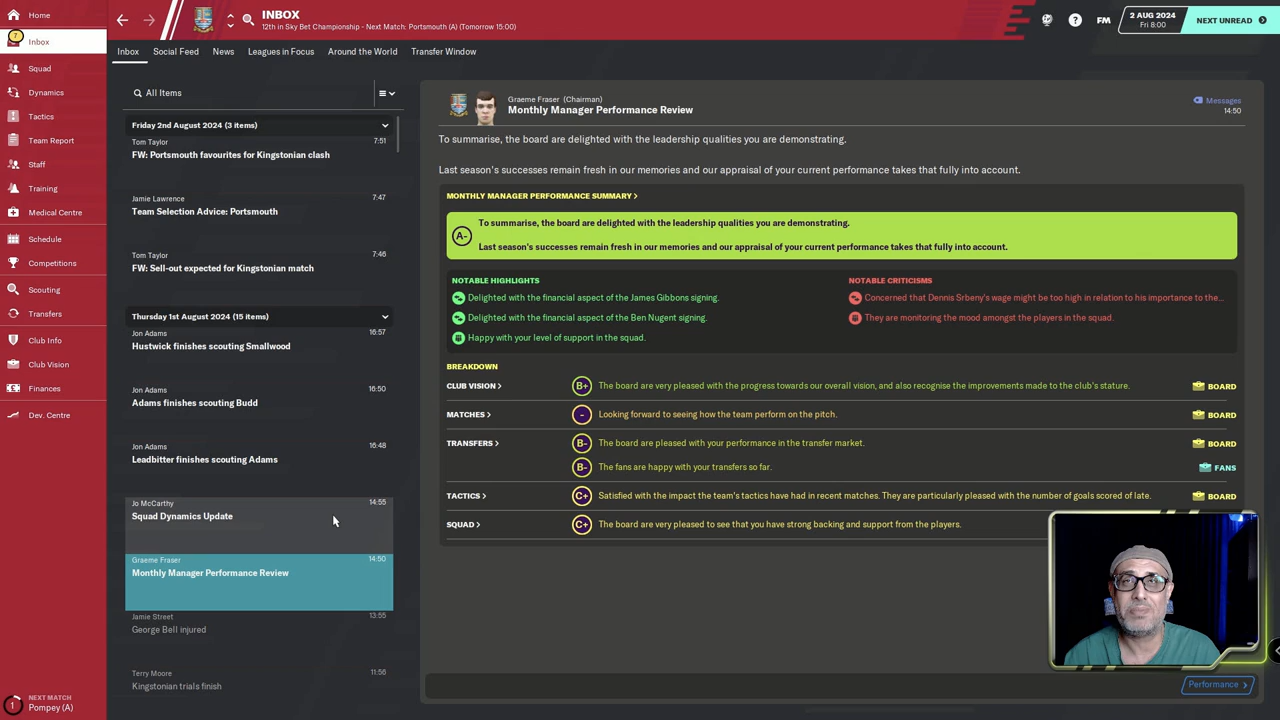 Home
7
Inbox
Squad
Dynamics
Tactics
Team Report
Staff
Training
Medical Centre
Schedule
Competitions
Scouting
Transfers
Club Info
Club Vision
Finances
Dev. Centre
1
NEXT MATCH
Pompey (A)
INBOX
12th in Sky Bet Championship - Next Match: Portsmouth (A) (Tomorrow 15:00)
?
FM
2 AUG 2024
Fri 8:00
NEXT UNREAD
Inbox
Social Feed
News
Leagues in Focus
Around the World
Transfer Window
All Items
Friday 2nd August 2024 (3 items)
Tom Taylor 7:51
FW: Portsmouth favourites for Kingstonian clash
Jamie Lawrence 7:47
Team Selection Advice: Portsmouth
Tom Taylor 7:46
FW: Sell-out expected for Kingstonian match
Thursday 1st August 2024 (15 items)
Jon Adams 16:57
Hustwick finishes scouting Smallwood
Jon Adams 16:50
Adams finishes scouting Budd
Jon Adams 16:48
Leadbitter finishes scouting Adams
Jo McCarthy 14:55
Squad Dynamics Update
Graeme Fraser 14:50
Monthly Manager Performance Review
Jamie Street 13:55
George Bell injured
Terry Moore 11:56
Kingstonian trials finish
Graeme Fraser (Chairman)
Monthly Manager Performance Review
Messages
14:50
To summarise, the board are delighted with the leadership qualities you are demonstrating.
Last season's successes remain fresh in our memories and our appraisal of your current performance takes that fully into account.
MONTHLY MANAGER PERFORMANCE SUMMARY >
A-
To summarise, the board are delighted with the leadership qualities you are demonstrating.
Last season's successes remain fresh in our memories and our appraisal of your current performance takes that fully into account.
NOTABLE HIGHLIGHTS
Delighted with the financial aspect of the James Gibbons signing.
Delighted with the financial aspect of the Ben Nugent signing.
Happy with your level of support in the squad.
NOTABLE CRITICISMS
Concerned that Dennis Srbeny's wage might be too high in relation to his importance to the...
They are monitoring the mood amongst the players in the squad.
BREAKDOWN
CLUB VISION > B+ The board are very pleased with the progress towards our overall vision, and also recognise the improvements made to the club's stature. BOARD
MATCHES > - Looking forward to seeing how the team perform on the pitch. BOARD
TRANSFERS > B- The board are pleased with your performance in the transfer market. BOARD
B- The fans are happy with your transfers so far. FANS
TACTICS > C+ Satisfied with the impact the team's tactics have had in recent matches. They are particularly pleased with the number of goals scored of late. BOARD
SQUAD > C+ The board are very pleased to see that you have strong backing and support from the players.
Performance >